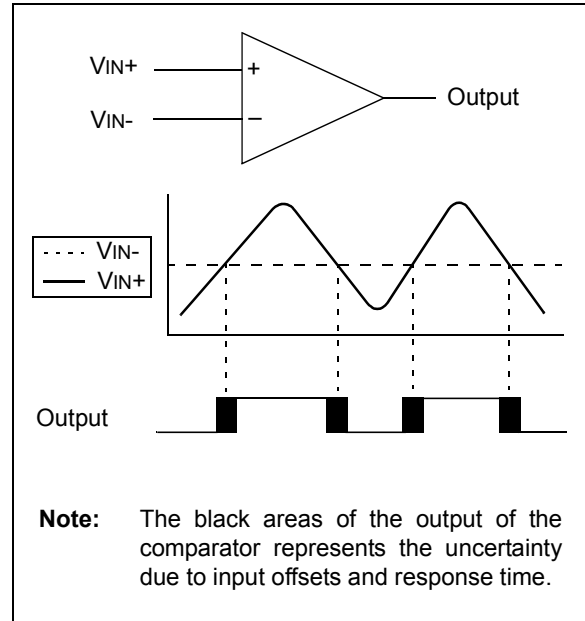 VIN+
+
Output
VIN-
–
VIN-
VIN+
Output
Note: The black areas of the output of the
comparator represents the uncertainty
due to input offsets and response time.